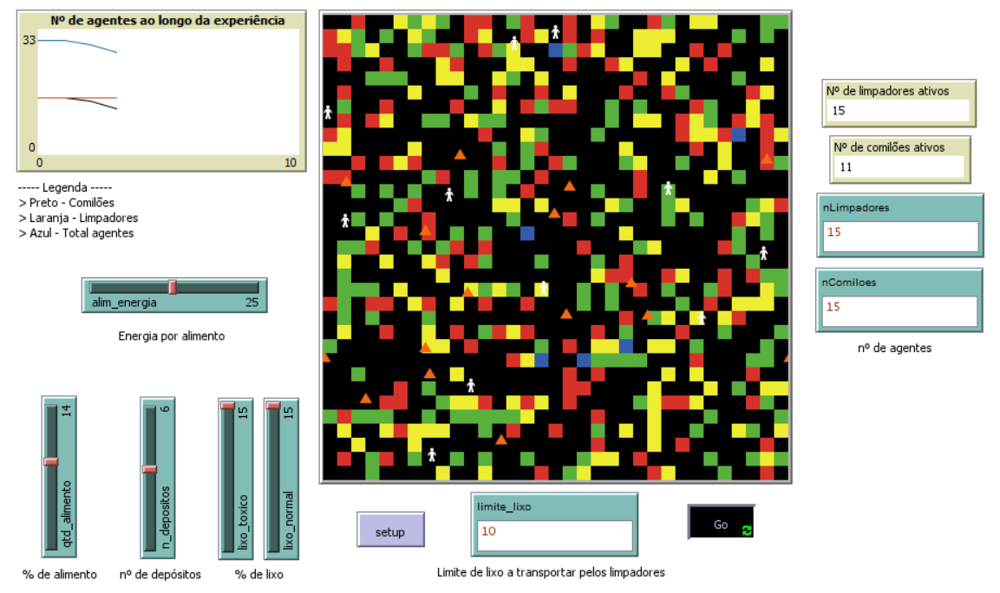 Nº de agentes ao longo da experiência
33
0
0
10
----- Legenda -----
> Preto - Comilões
> Laranja - Limpadores
> Azul - Total agentes
alim_energia
25
Energia por alimento
14
qtd_alimento
6
n_depositos
15
lixo_toxico
15
lixo_normal
% de alimento
nº de depósitos
% de lixo
setup
limite_lixo
10
Go
Limite de lixo a transportar pelos limpadores
Nº de limpadores ativos
15
Nº de comilões ativos
11
nLimpadores
15
nComiloes
15
nº de agentes